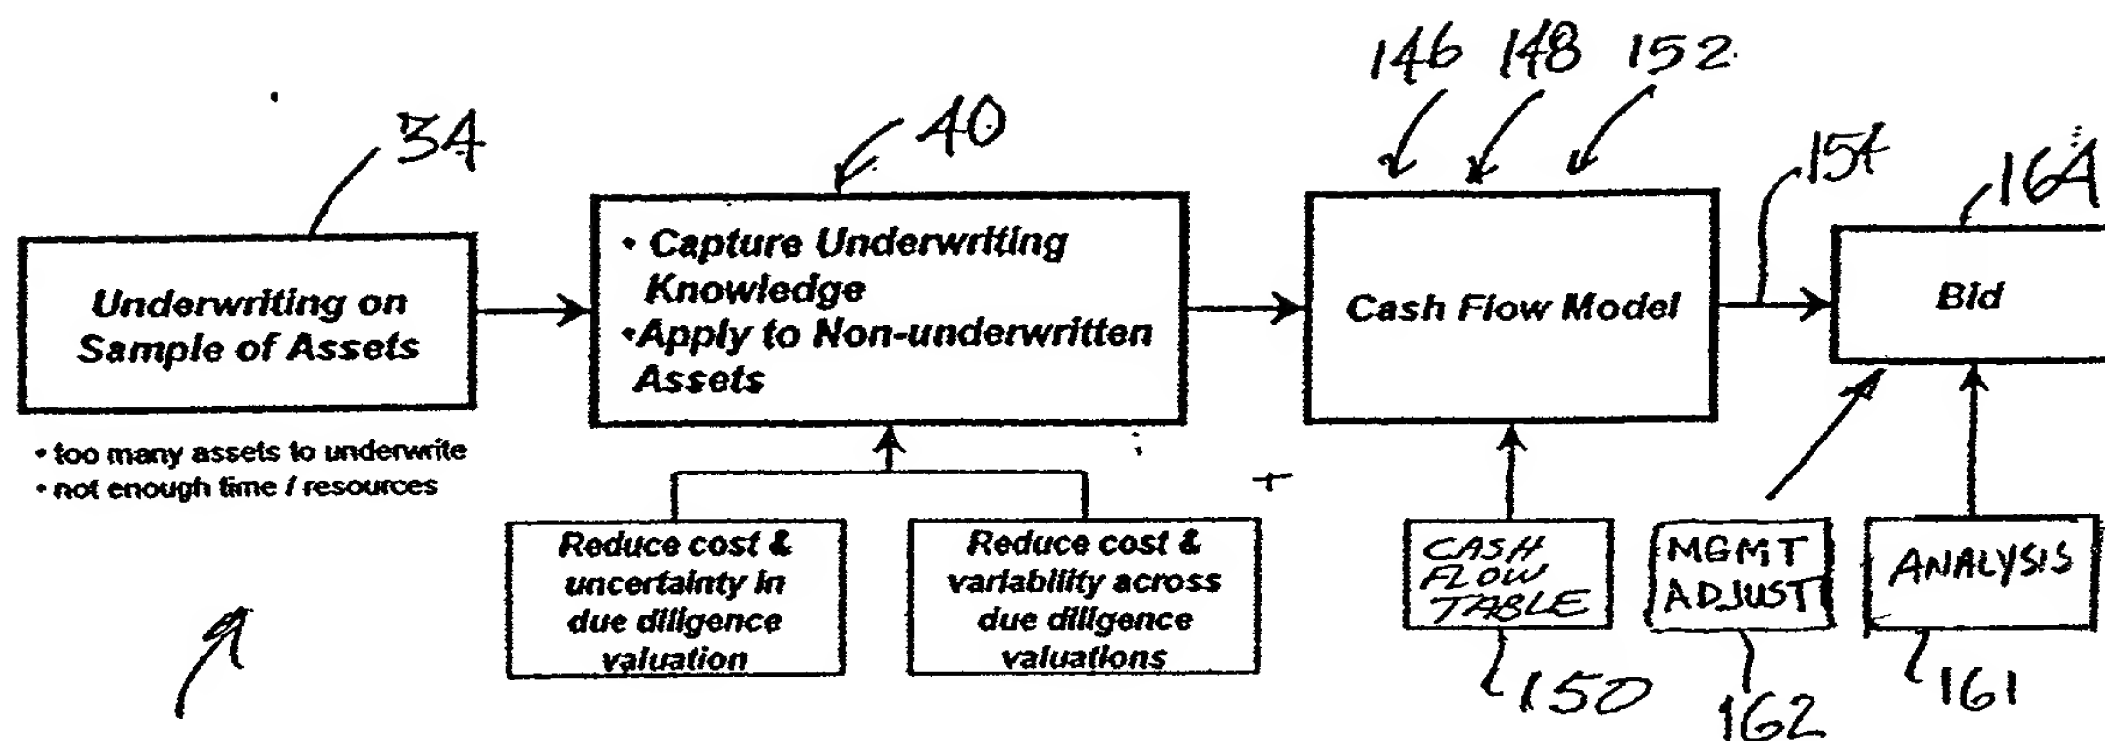 146 148 152
34
40
154
164
• Capture Underwriting
Knowledge
• Apply to Non-underwritten
Assets
Underwriting on
Sample of Assets
Cash Flow Model
Bid
• too many assets to underwrite
• not enough time / resources
Reduce cost &
uncertainty in
due diligence
valuation
Reduce cost &
variability across
due diligence
valuations
CASH
FLOW
TABLE
MGMT
ADJUST
ANALYSIS
150
162
161